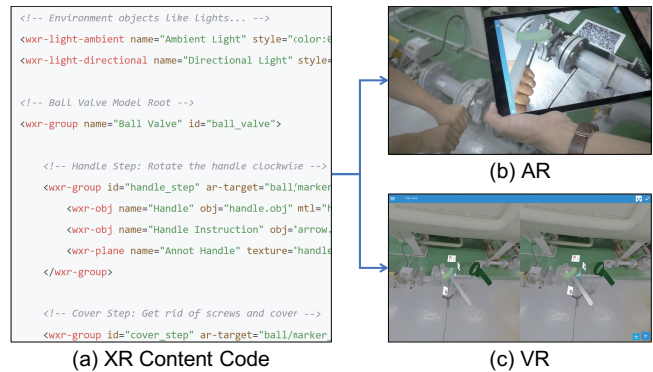 <!-- Environment objects like lights... -->
<wxr-light-ambient name="Ambient Light" style="color:
<wxr-light-directional name="Directional Light" style=
<!-- Ball Valve Model Root -->
<wxr-group name="Ball Valve" id="ball_valve">
<!-- Handle Step: Rotate the handle clockwise -->
<wxr-group id="handle_step" ar-target="ball/marker
<wxr-obj name="Handle" obj="handle.obj" mtl="h
<wxr-obj name="Handle Instruction" obj="arrow.
<wxr-plane name="Annot Handle" texture="handle
</wxr-group>
<!-- Cover Step: Get rid of screws and cover -->
<wxr-group id="cover_step" ar-target="ball/marker_
(a) XR Content Code
(b) AR
(c) VR